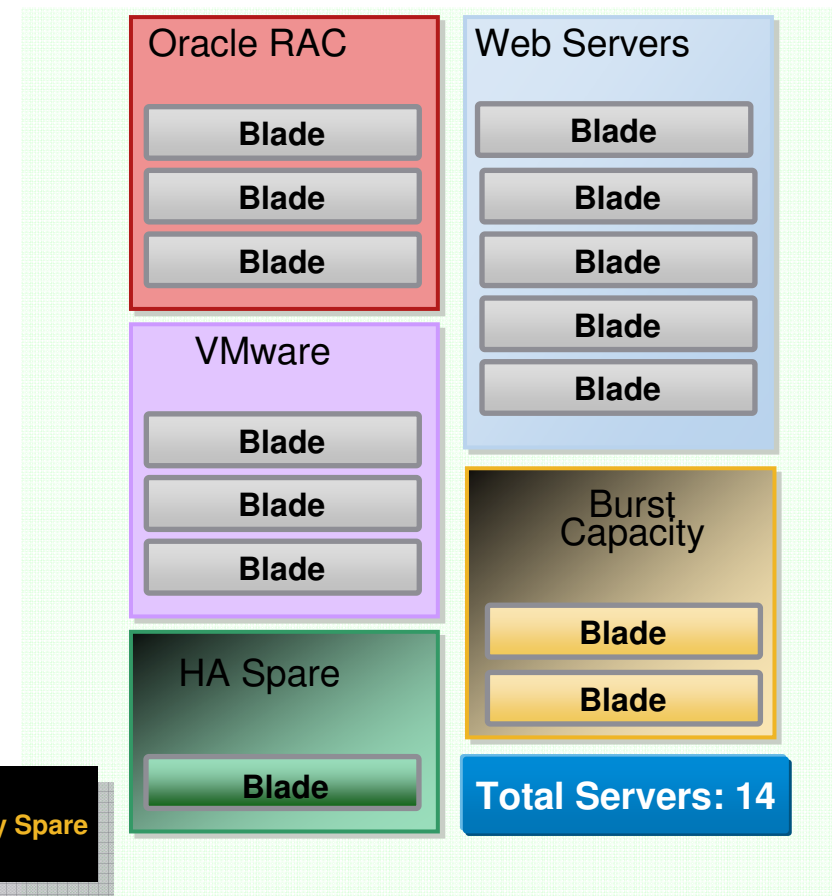 Oracle RAC
Blade
Blade
Blade
VMware
Blade
Blade
Blade
HA Spare
Blade
Web Servers
Blade
Blade
Blade
Blade
Blade
Burst
Capacity
Blade
Blade
Total Servers: 14
y Spare